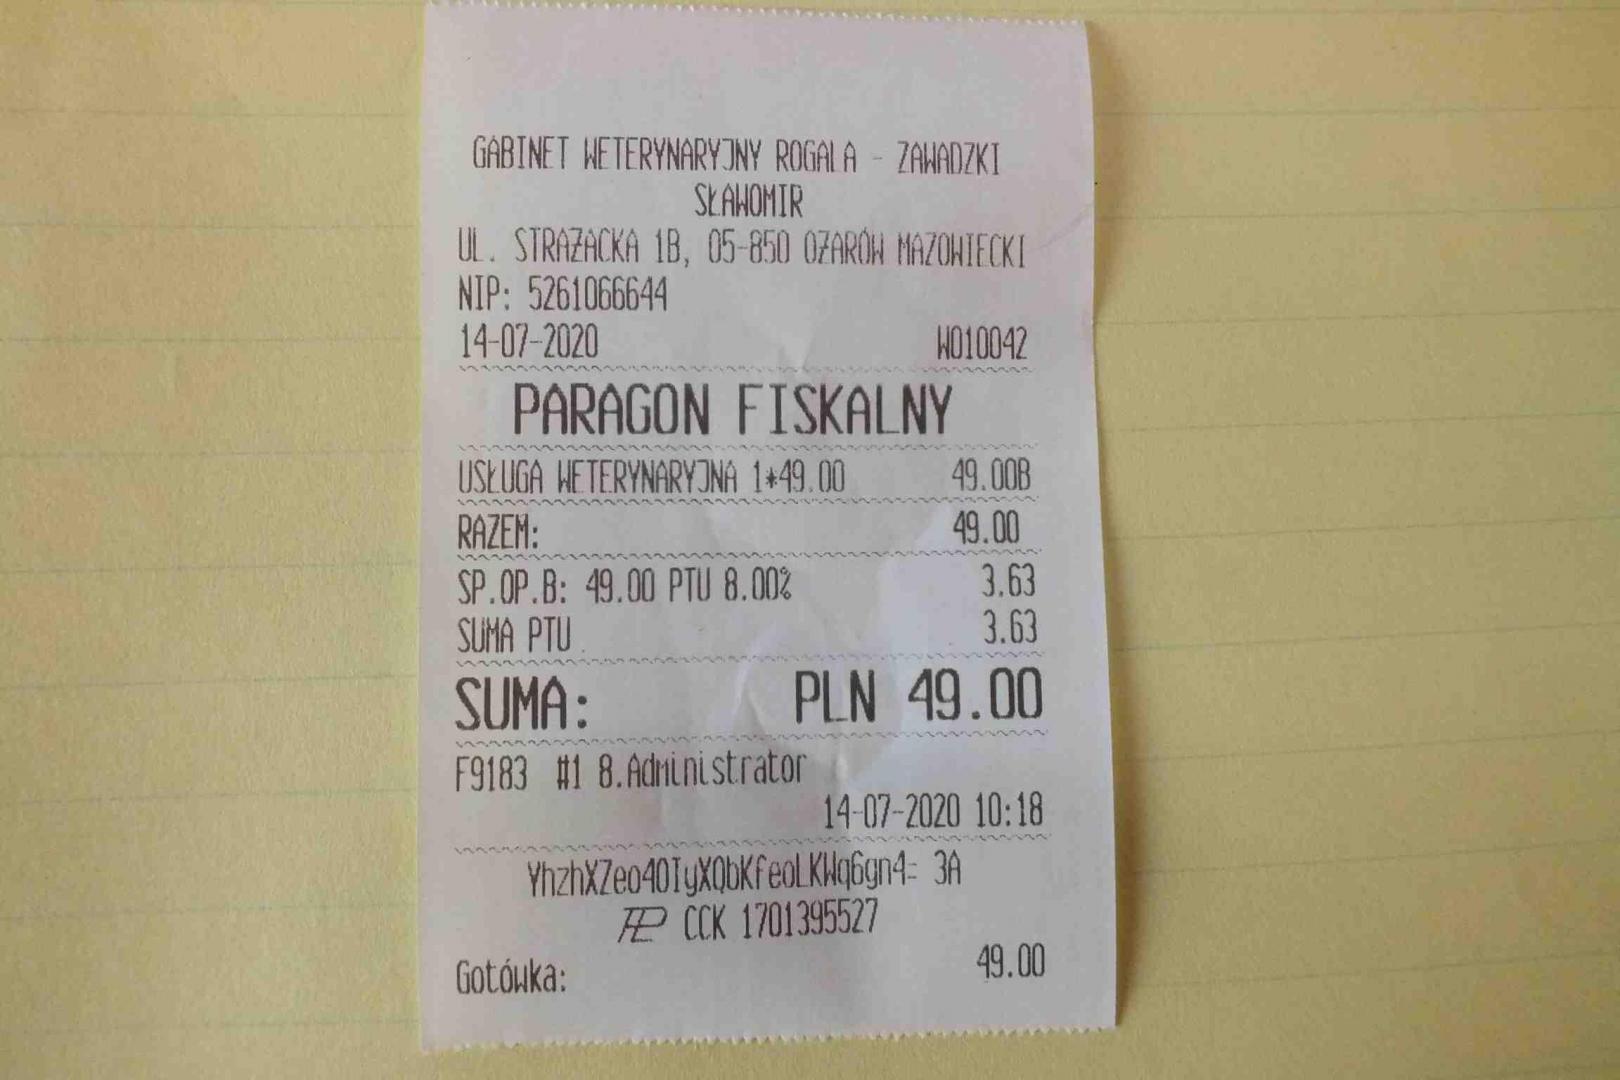 GABINET WETERYNARYJNY ROGALA - ZAWADZKI
SŁAWOMIR
UL. STRAŻACKA 1B, 05-850 OŻARÓW MAZOWIECKI
NIP: 5261066644
14-07-2020 W010042
PARAGON FISKALNY
USŁUGA WETERYNARYJNA 1*49.00 49.00B
RAZEM: 49.00
SP.OP.B: 49.00 PTU 8.00% 3.63
SUMA PTU 3.63
SUMA: PLN 49.00
F9183 #1 8.Administrator
14-07-2020 10:18
YhzhXZeo40IyXQbKfeoLKWq6gn4= 3A
CCK 1701395527
Gotówka: 49.00